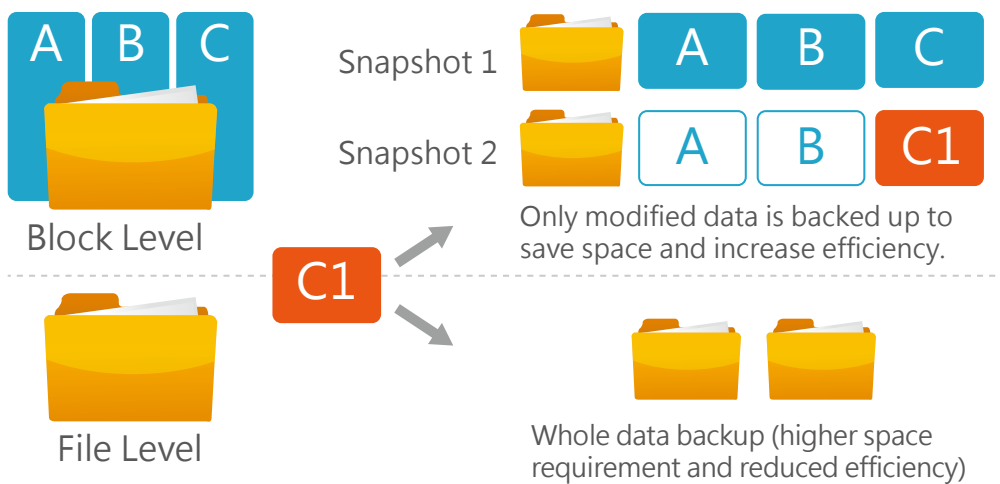 A B C
Block Level
Snapshot 1 A B C
Snapshot 2 A B C1
Only modified data is backed up to
save space and increase efficiency.
C1
File Level
Whole data backup (higher space
requirement and reduced efficiency)